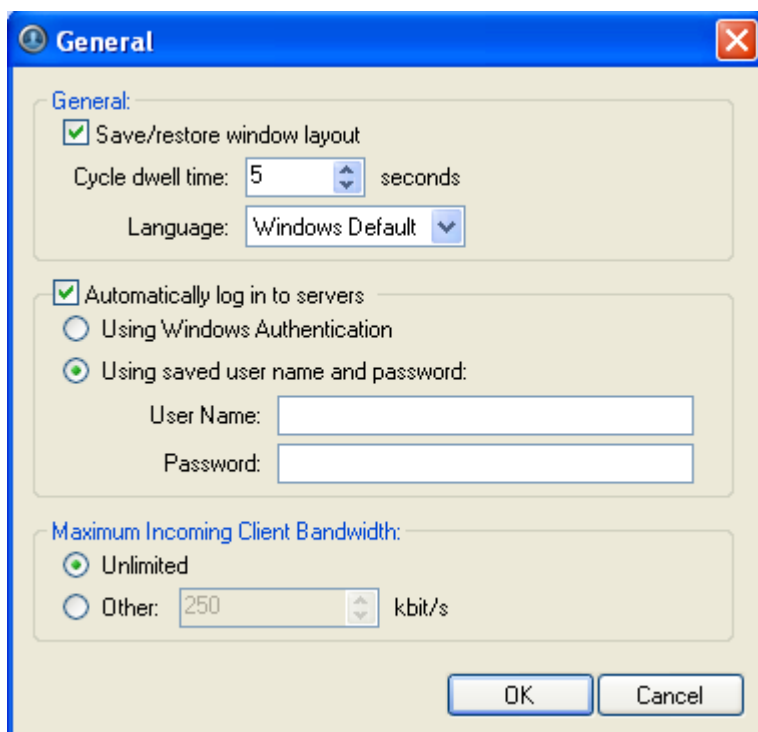 General
General:
Save/restore window layout
Cycle dwell time: 5 seconds
Language: Windows Default
Automatically log in to servers
Using Windows Authentication
Using saved user name and password:
User Name:
Password:
Maximum Incoming Client Bandwidth:
Unlimited
Other: 250 kbit/s
OK Cancel